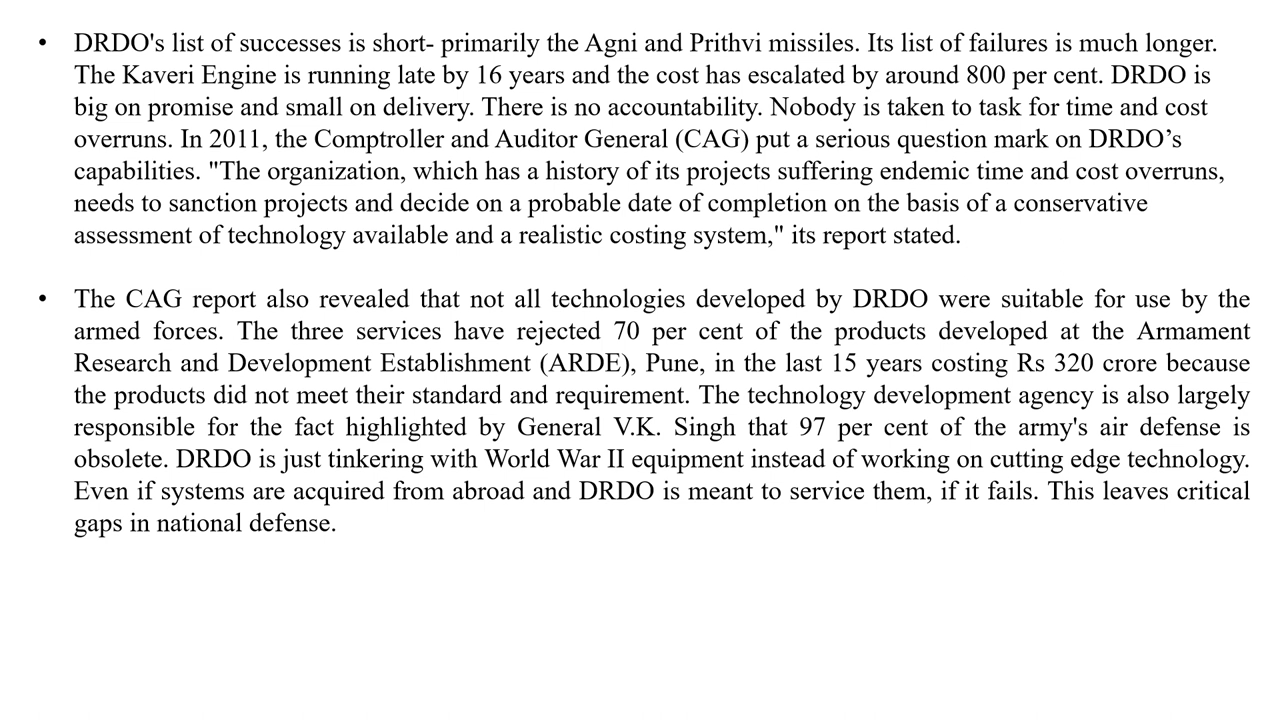 • DRDO's list of successes is short- primarily the Agni and Prithvi missiles. Its list of failures is much longer.
The Kaveri Engine is running late by 16 years and the cost has escalated by around 800 per cent. DRDO is
big on promise and small on delivery. There is no accountability. Nobody is taken to task for time and cost
overruns. In 2011, the Comptroller and Auditor General (CAG) put a serious question mark on DRDO’s
capabilities. "The organization, which has a history of its projects suffering endemic time and cost overruns,
needs to sanction projects and decide on a probable date of completion on the basis of a conservative
assessment of technology available and a realistic costing system," its report stated.
• The CAG report also revealed that not all technologies developed by DRDO were suitable for use by the
armed forces. The three services have rejected 70 per cent of the products developed at the Armament
Research and Development Establishment (ARDE), Pune, in the last 15 years costing Rs 320 crore because
the products did not meet their standard and requirement. The technology development agency is also largely
responsible for the fact highlighted by General V.K. Singh that 97 per cent of the army's air defense is
obsolete. DRDO is just tinkering with World War II equipment instead of working on cutting edge technology.
Even if systems are acquired from abroad and DRDO is meant to service them, if it fails. This leaves critical
gaps in national defense.